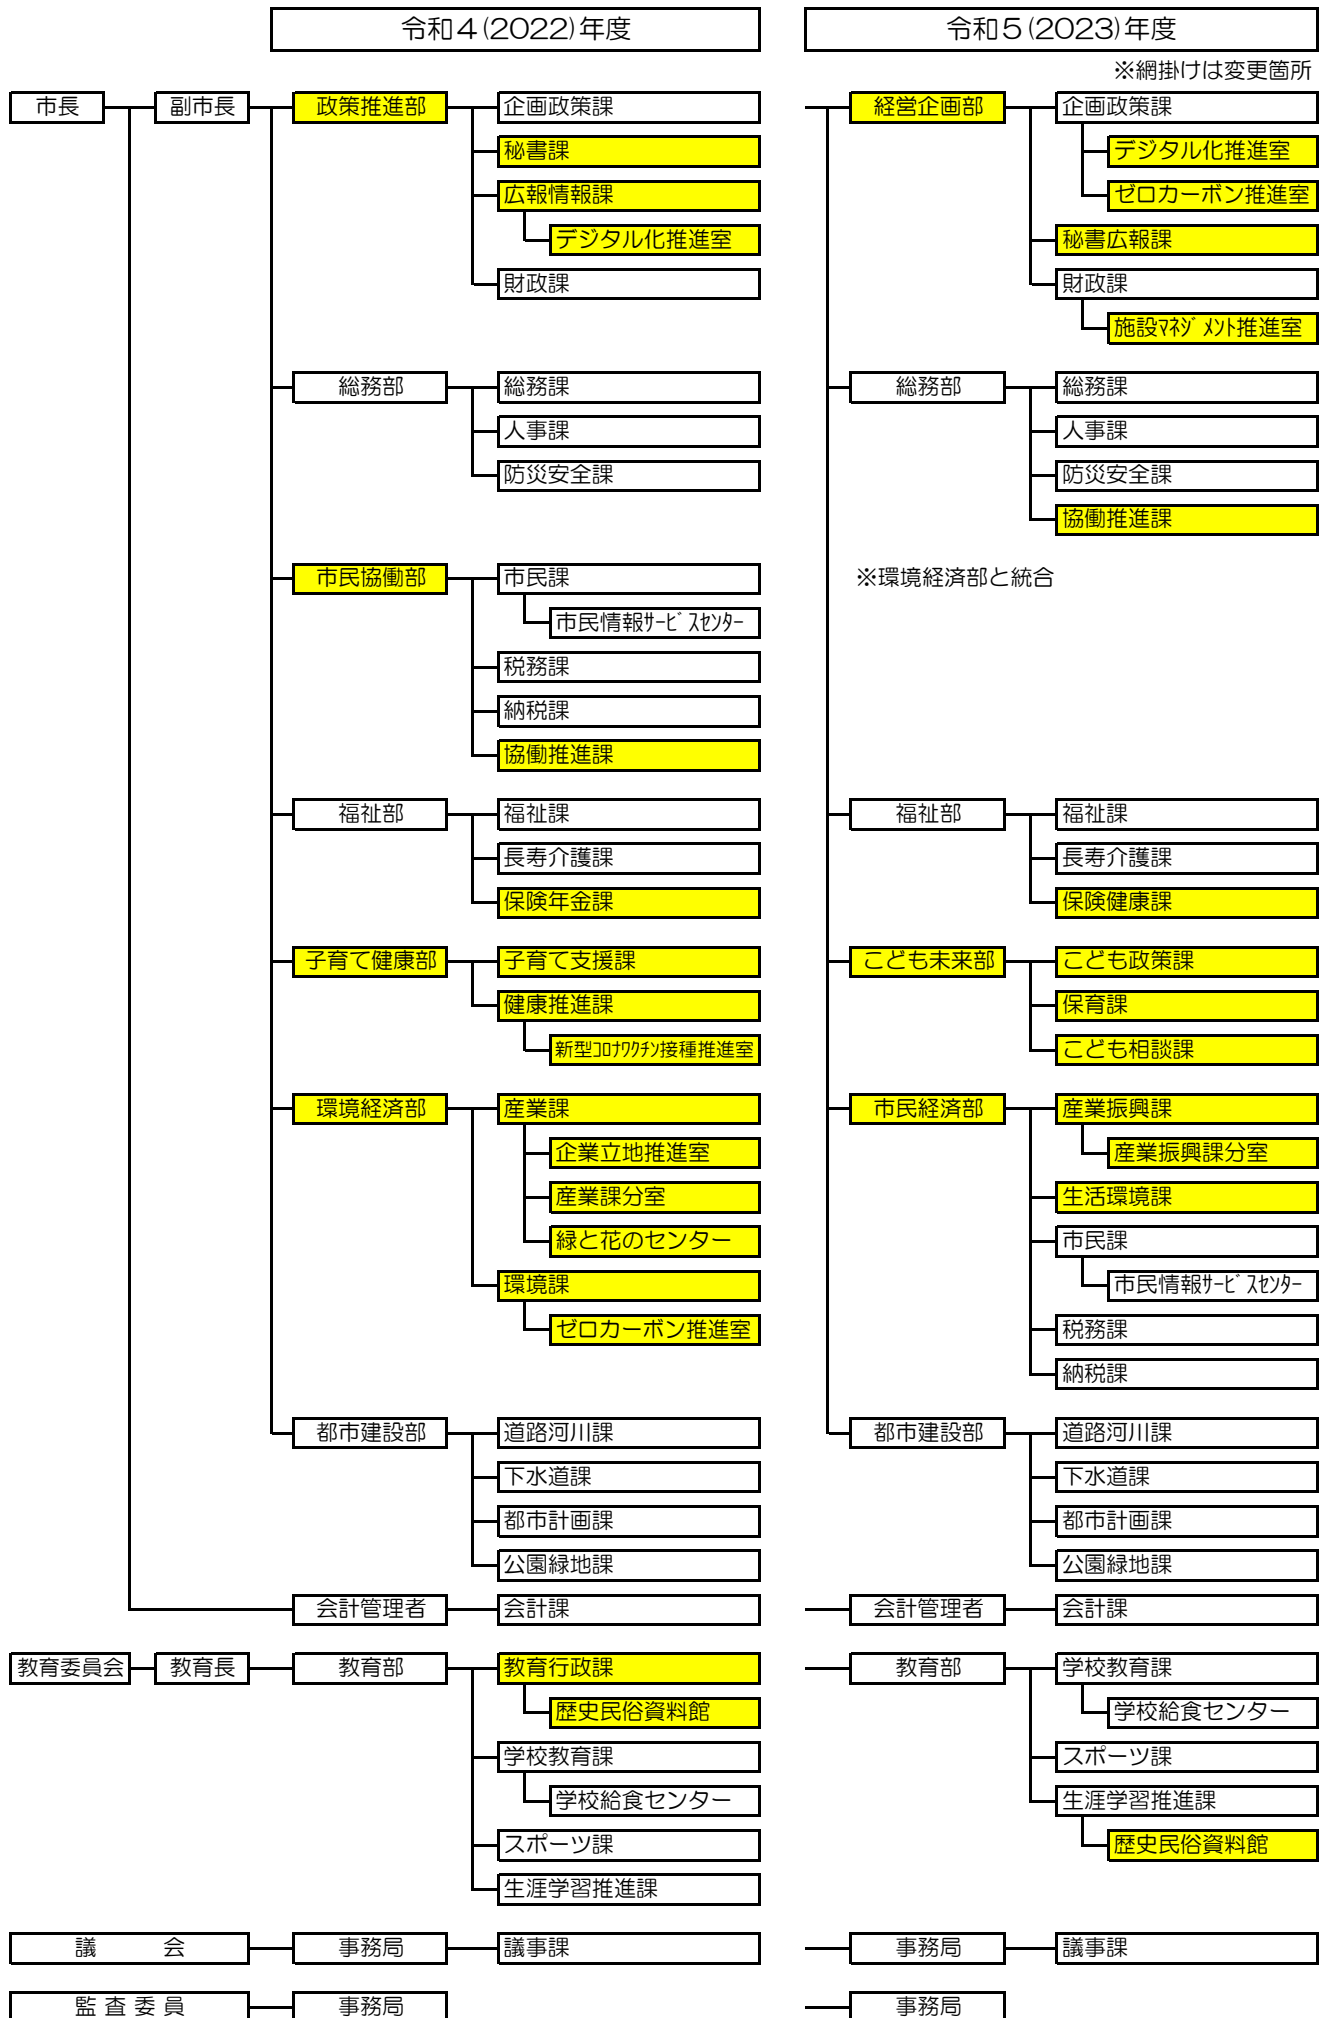 令和４(2022)年度
令和５(2023)年度
※網掛けは変更箇所
市長
副市長
政策推進部
企画政策課
秘書課
広報情報課
デジタル化推進室
財政課
総務部
総務課
人事課
防災安全課
市民協働部
市民課
市民情報ｻｰﾋﾞｽｾﾝﾀｰ
税務課
納税課
協働推進課
福祉部
福祉課
長寿介護課
保険年金課
子育て健康部
子育て支援課
健康推進課
新型ｺﾛﾅﾜｸﾁﾝ接種推進室
環境経済部
産業課
企業立地推進室
産業課分室
緑と花のセンター
環境課
ゼロカーボン推進室
都市建設部
道路河川課
下水道課
都市計画課
公園緑地課
会計管理者
会計課
教育委員会
教育長
教育部
教育行政課
歴史民俗資料館
学校教育課
学校給食センター
スポーツ課
生涯学習推進課
議　　　会
事務局
議事課
監 査 委 員
事務局
経営企画部
企画政策課
デジタル化推進室
ゼロカーボン推進室
秘書広報課
財政課
施設ﾏﾈｼﾞﾒﾝﾄ推進室
総務部
総務課
人事課
防災安全課
協働推進課
※環境経済部と統合
福祉部
福祉課
長寿介護課
保険健康課
こども未来部
こども政策課
保育課
こども相談課
市民経済部
産業振興課
産業振興課分室
生活環境課
市民課
市民情報ｻｰﾋﾞｽｾﾝﾀｰ
税務課
納税課
都市建設部
道路河川課
下水道課
都市計画課
公園緑地課
会計管理者
会計課
教育部
学校教育課
学校給食センター
スポーツ課
生涯学習推進課
歴史民俗資料館
事務局
議事課
事務局